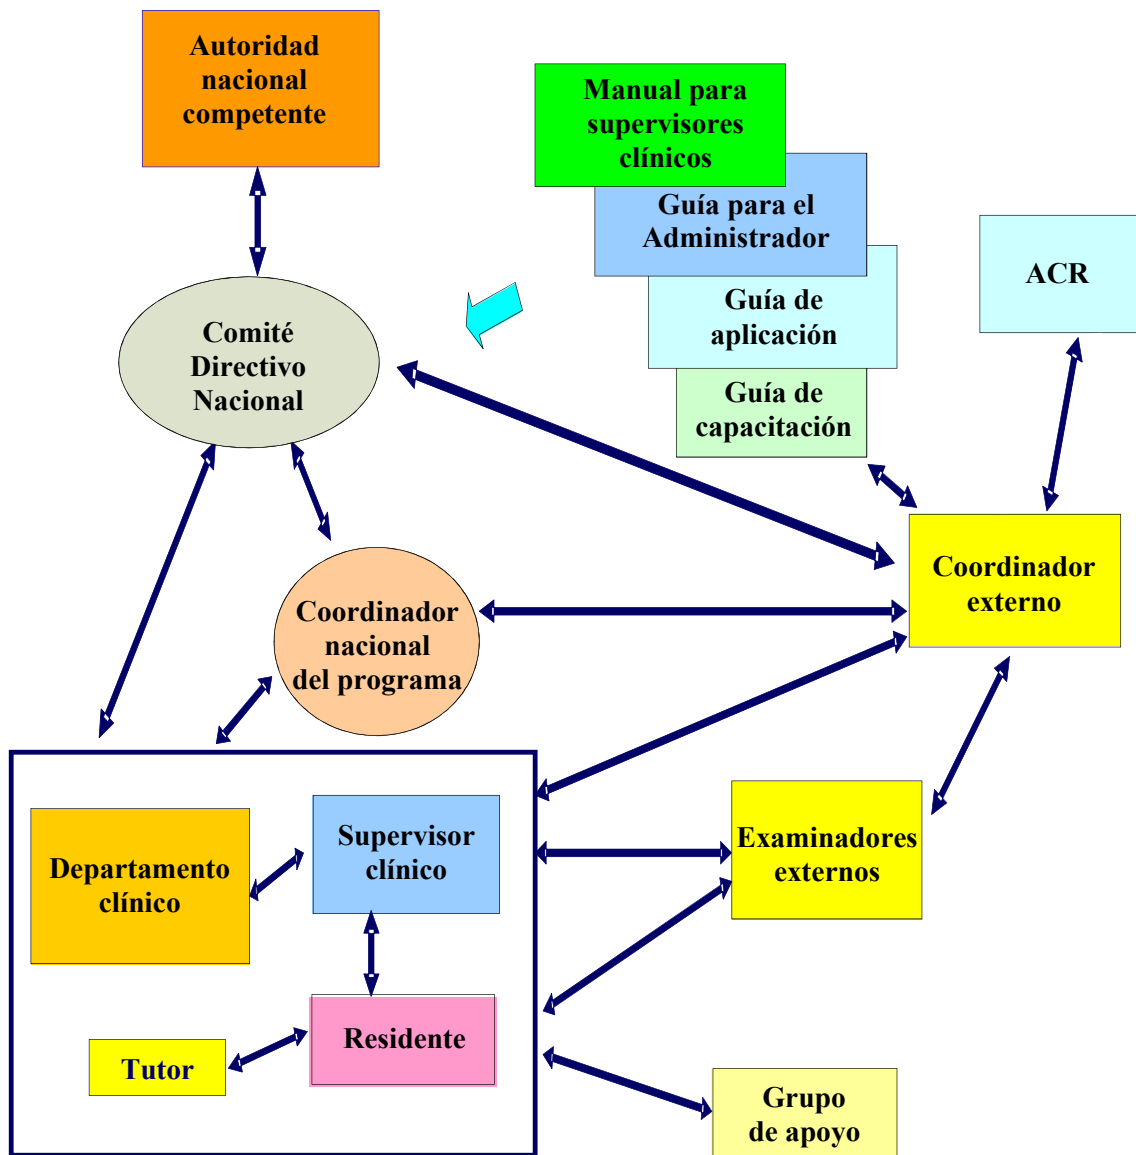 Autoridad
nacional
competente
Manual para
supervisores
clínicos
Guía para el
Administrador
ACR
Guía de
aplicación
Comité
Directivo
Nacional
Guía de
capacitación
Coordinador
externo
Coordinador
nacional
del programa
Departamento
clínico
Supervisor
clínico
Examinadores
externos
Residente
Tutor
Grupo
de apoyo